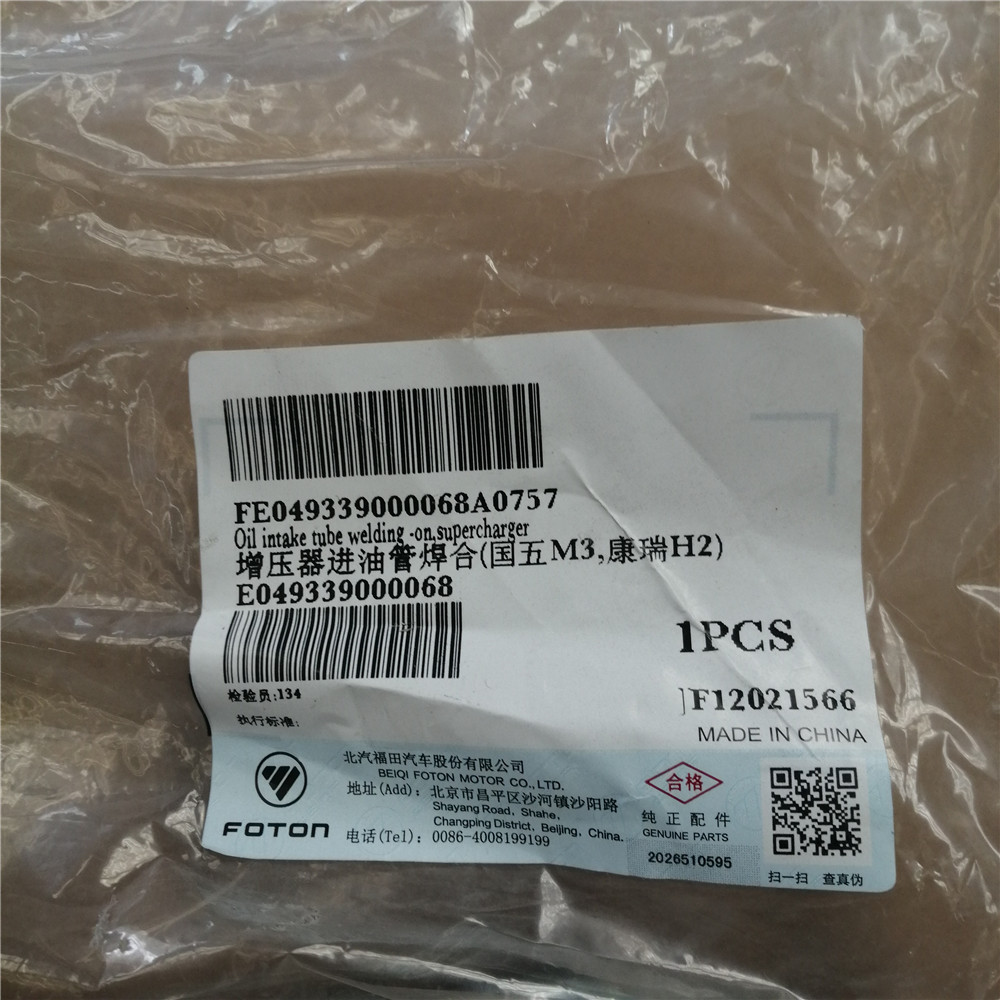 FE049339000068A0757
Oil intake tube welding -on,supercharger
增压器进油管焊合(国五M3,康瑞H2)
E049339000068
1PCS
检验员:134
JF12021566
执行标准:
MADE IN CHINA
北汽福田汽车股份有限公司
BEIQI FOTON MOTOR CO., LTD.
地址(Add): 北京市昌平区沙河镇沙阳路
Shayang Road, Shahe,
Changping District, Beijing, China.
电话(Tel): 0086-4008199199
FOTON
合格
纯正配件
GENUINE PARTS
2026510595
扫一扫 查真伪